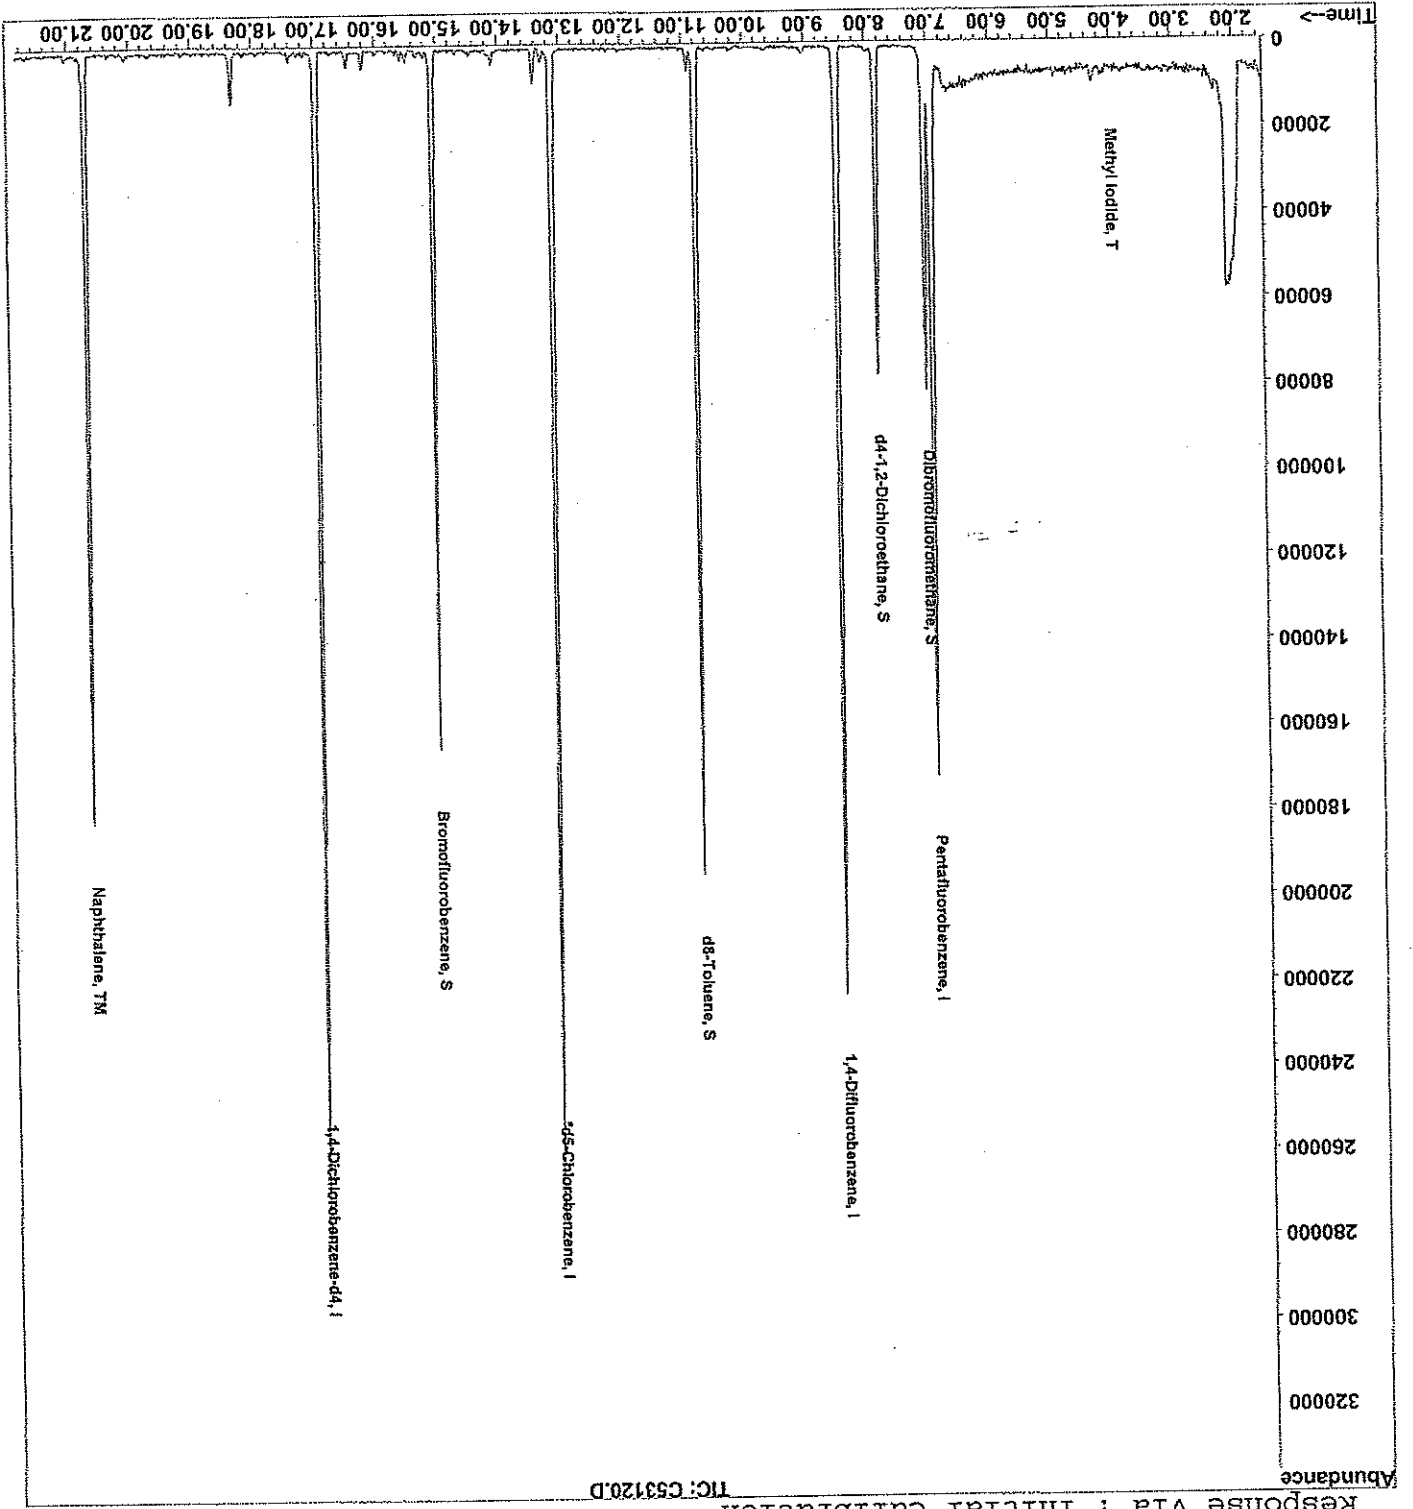 Response via : Initial Calibration
Abundance
TIC: C53120.D
320000
300000
280000
260000
240000
220000
200000
180000
160000
140000
120000
100000
80000
60000
40000
20000
0
Methyl Iodide, T
Pentafluorobenzene, I
Dibromofluoromethane, S
d4-1,2-Dichloroethane, S
1,4-Difluorobenzene, I
d8-Toluene, S
*d5-Chlorobenzene, I
Bromofluorobenzene, S
1,4-Dichlorobenzene-d4, I
Naphthalene, TM
Time--> 2.00 3.00 4.00 5.00 6.00 7.00 8.00 9.00 10.00 11.00 12.00 13.00 14.00 15.00 16.00 17.00 18.00 19.00 20.00 21.00